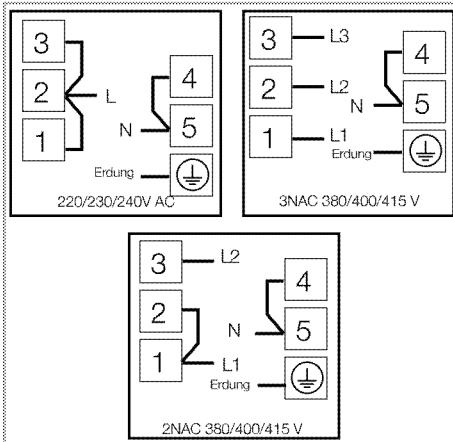 3
2
1
L
4
5
N
Erdung
220/230/240V AC
3
L3
2
L2
1
L1
4
N
5
Erdung
3NAC 380/400/415 V
3
L2
2
1
L1
4
N
5
Erdung
2NAC 380/400/415 V